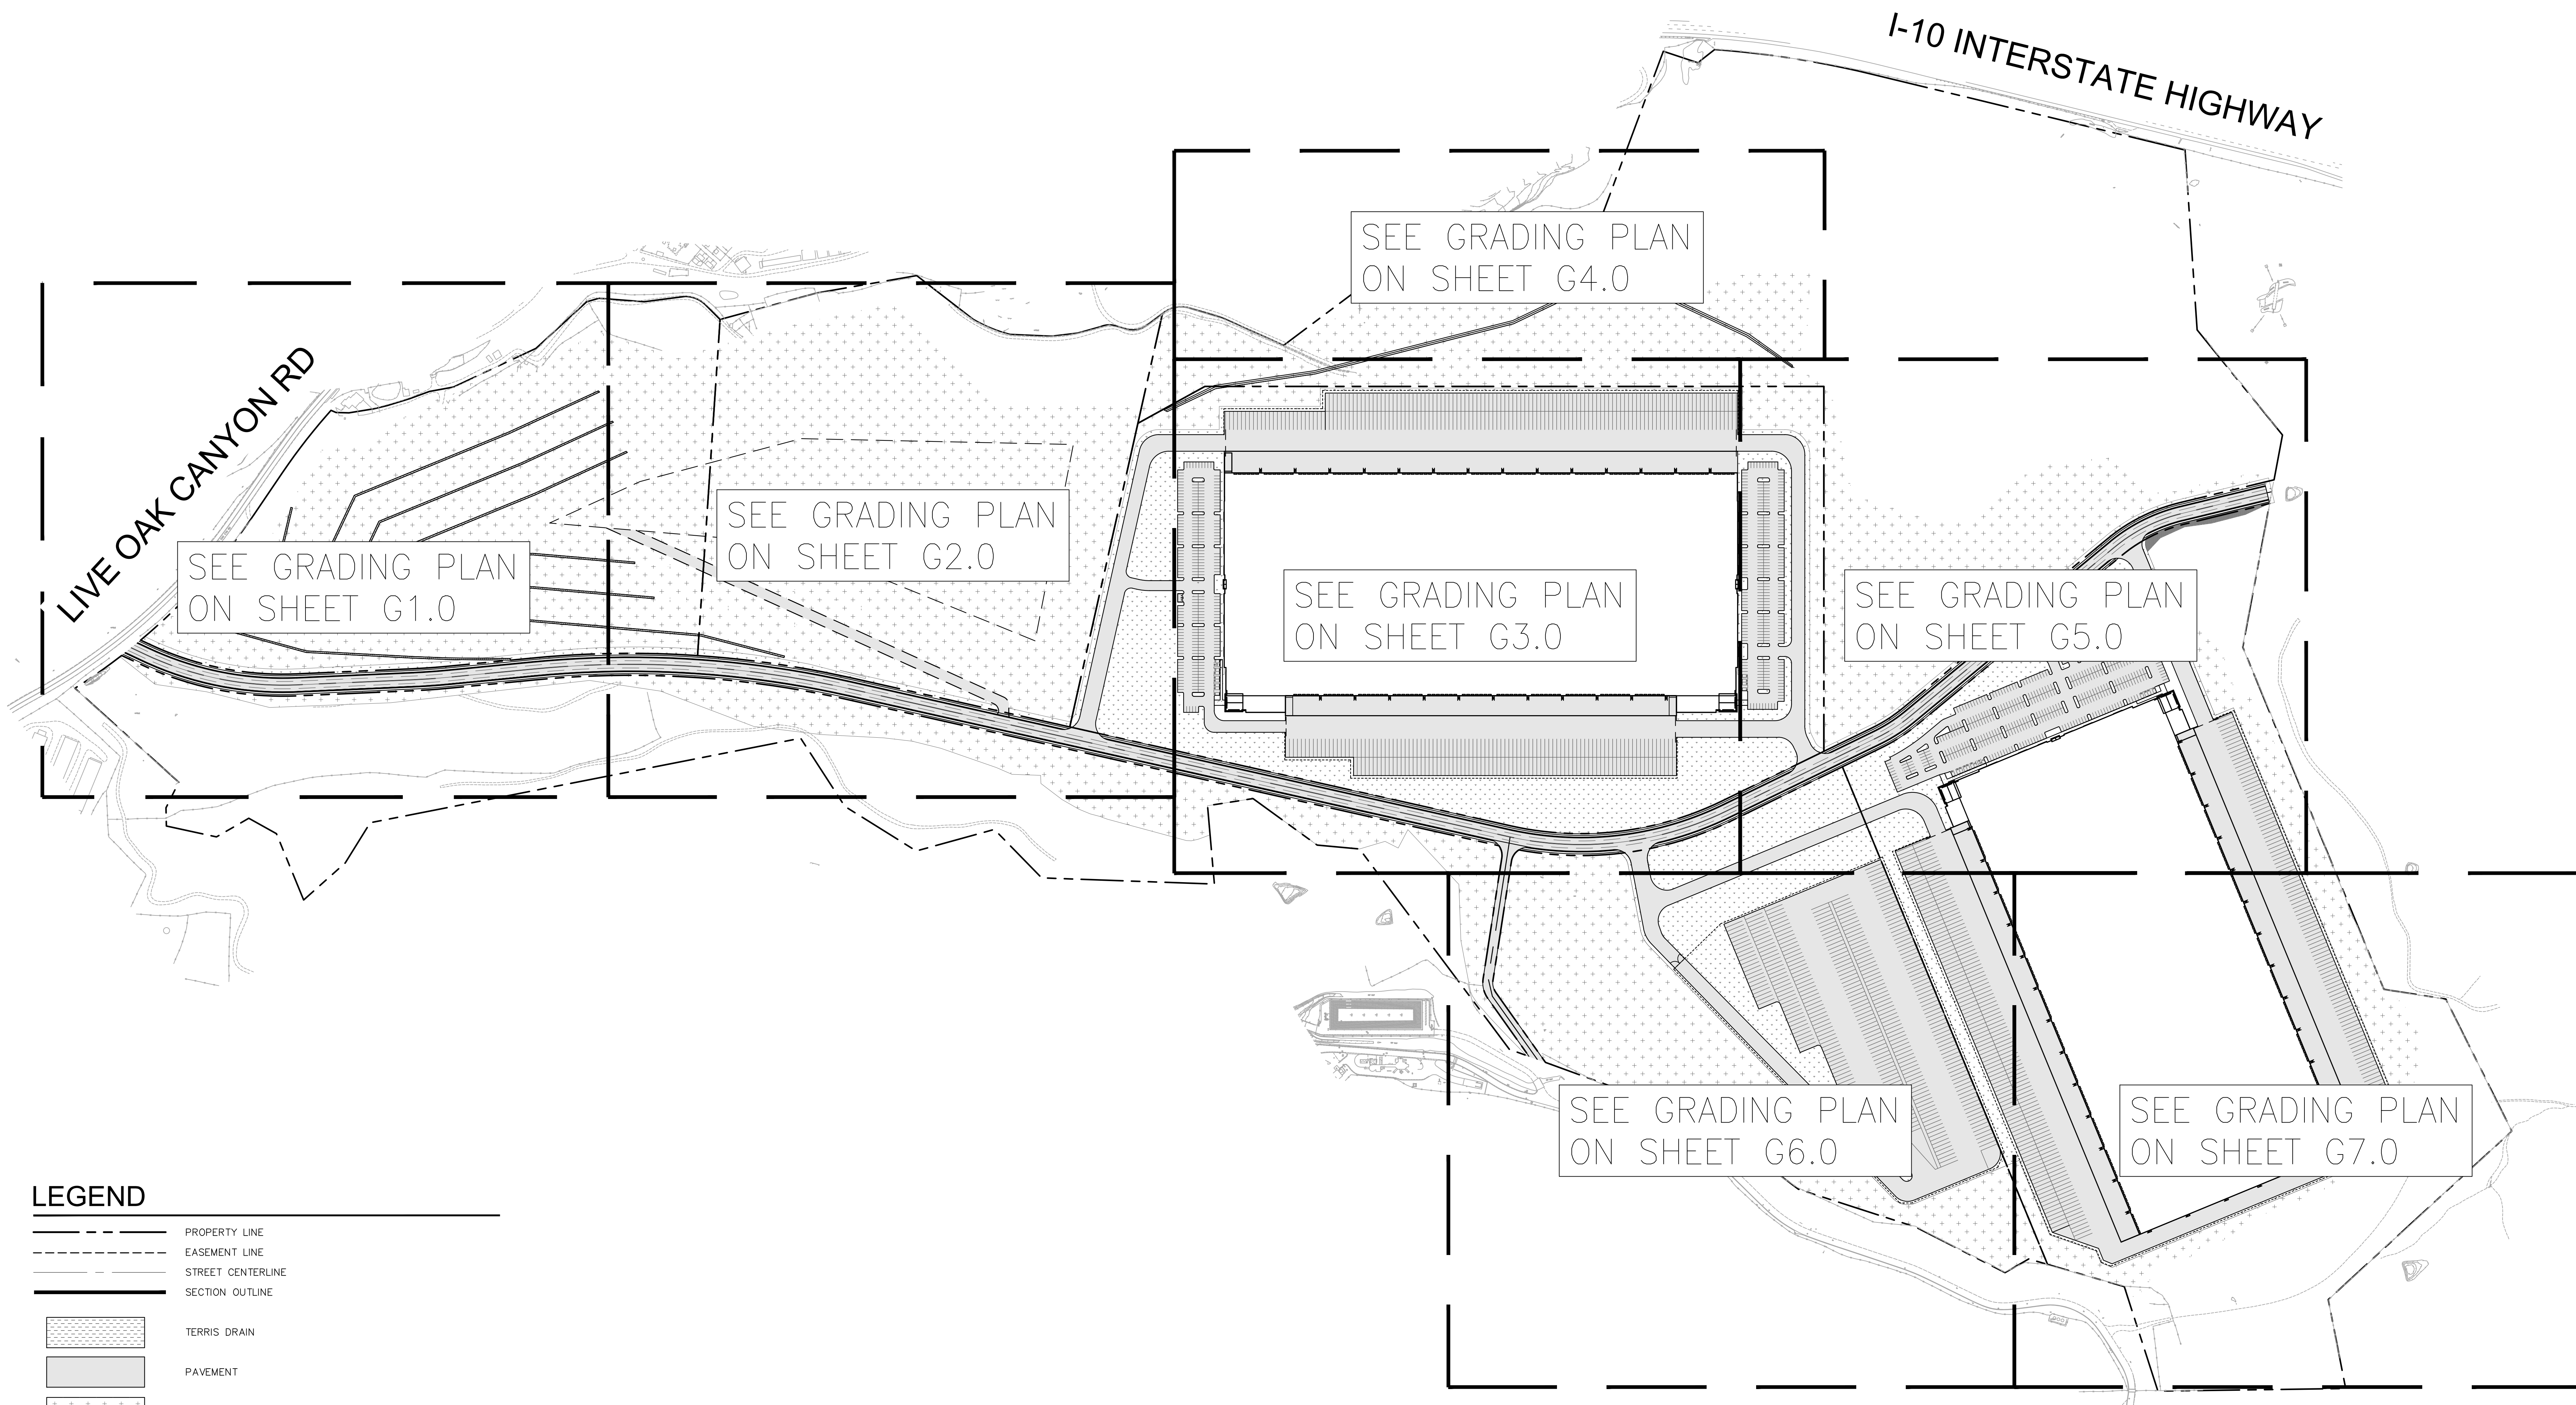 I-10 INTERSTATE HIGHWAY
SEE GRADING PLAN
ON SHEET G4.0
LIVE OAK CANYON RD
SEE GRADING PLAN
ON SHEET G1.0
SEE GRADING PLAN
ON SHEET G2.0
SEE GRADING PLAN
ON SHEET G3.0
SEE GRADING PLAN
ON SHEET G5.0
SEE GRADING PLAN
ON SHEET G6.0
SEE GRADING PLAN
ON SHEET G7.0
LEGEND
PROPERTY LINE
EASEMENT LINE
STREET CENTERLINE
SECTION OUTLINE
TERRIS DRAIN
PAVEMENT